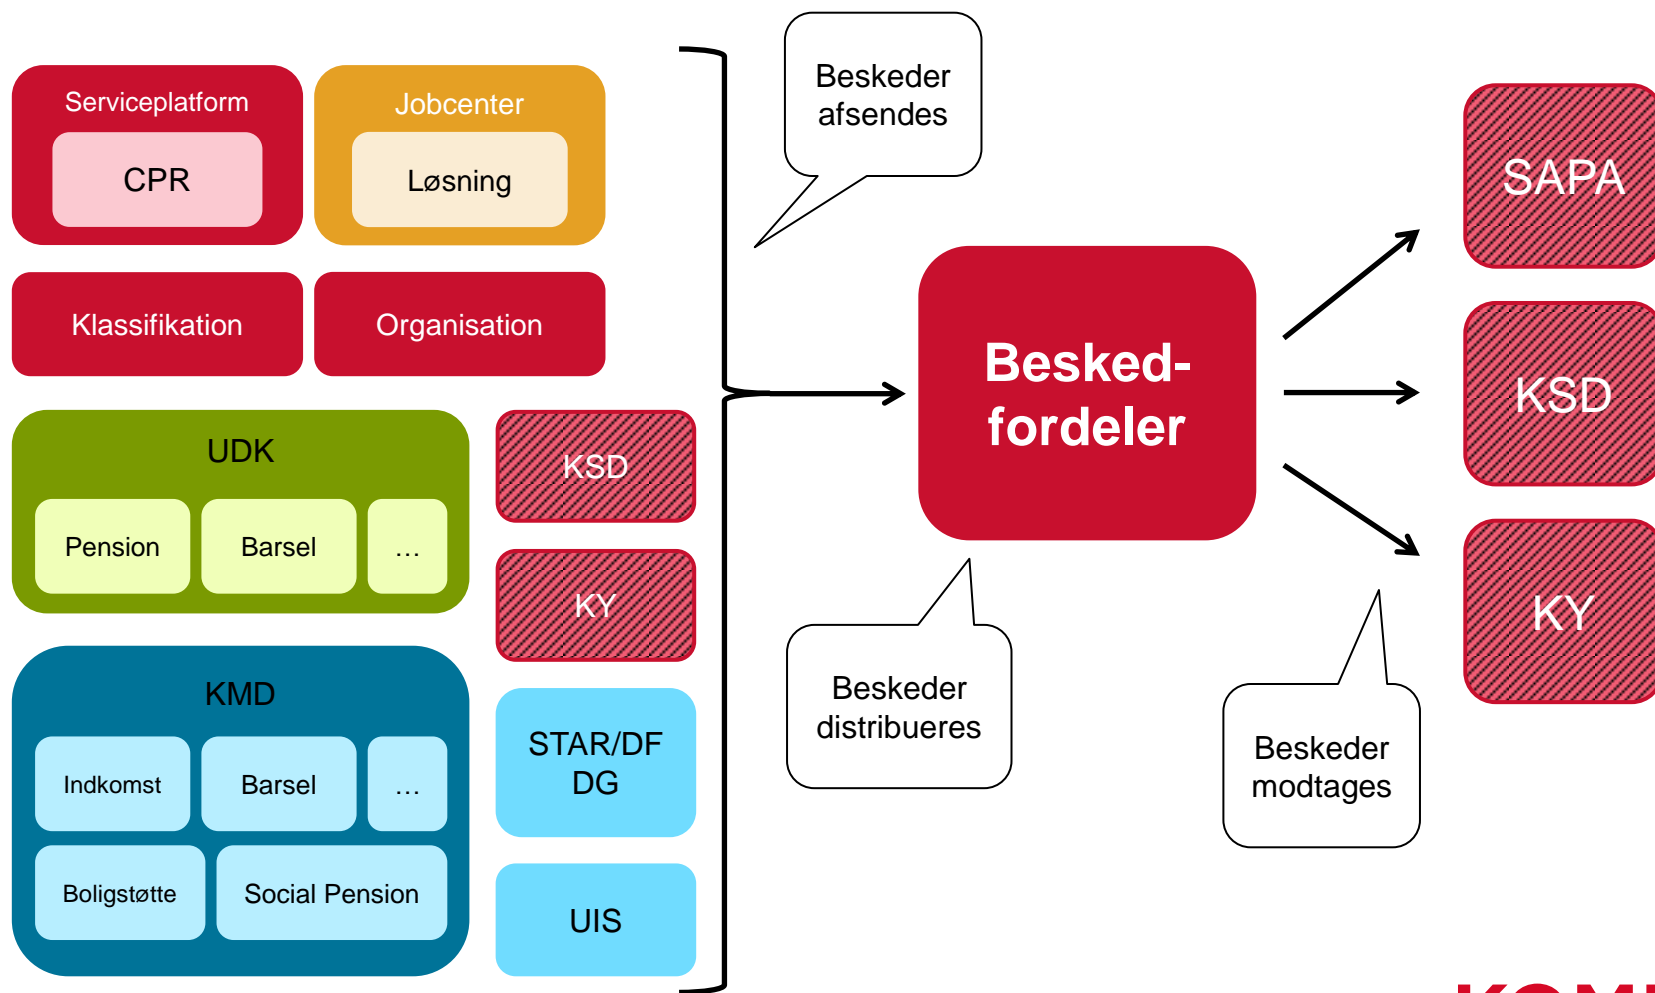 Serviceplatform
CPR
Jobcenter
Løsning
Klassifikation
Organisation
UDK
Pension
Barsel
…
KSD
KY
KMD
Indkomst
Barsel
…
Boligstøtte
Social Pension
STAR/DF
DG
UIS
Beskeder
afsendes
Besked-
fordeler
Beskeder
distribueres
Beskeder
modtages
SAPA
KSD
KY